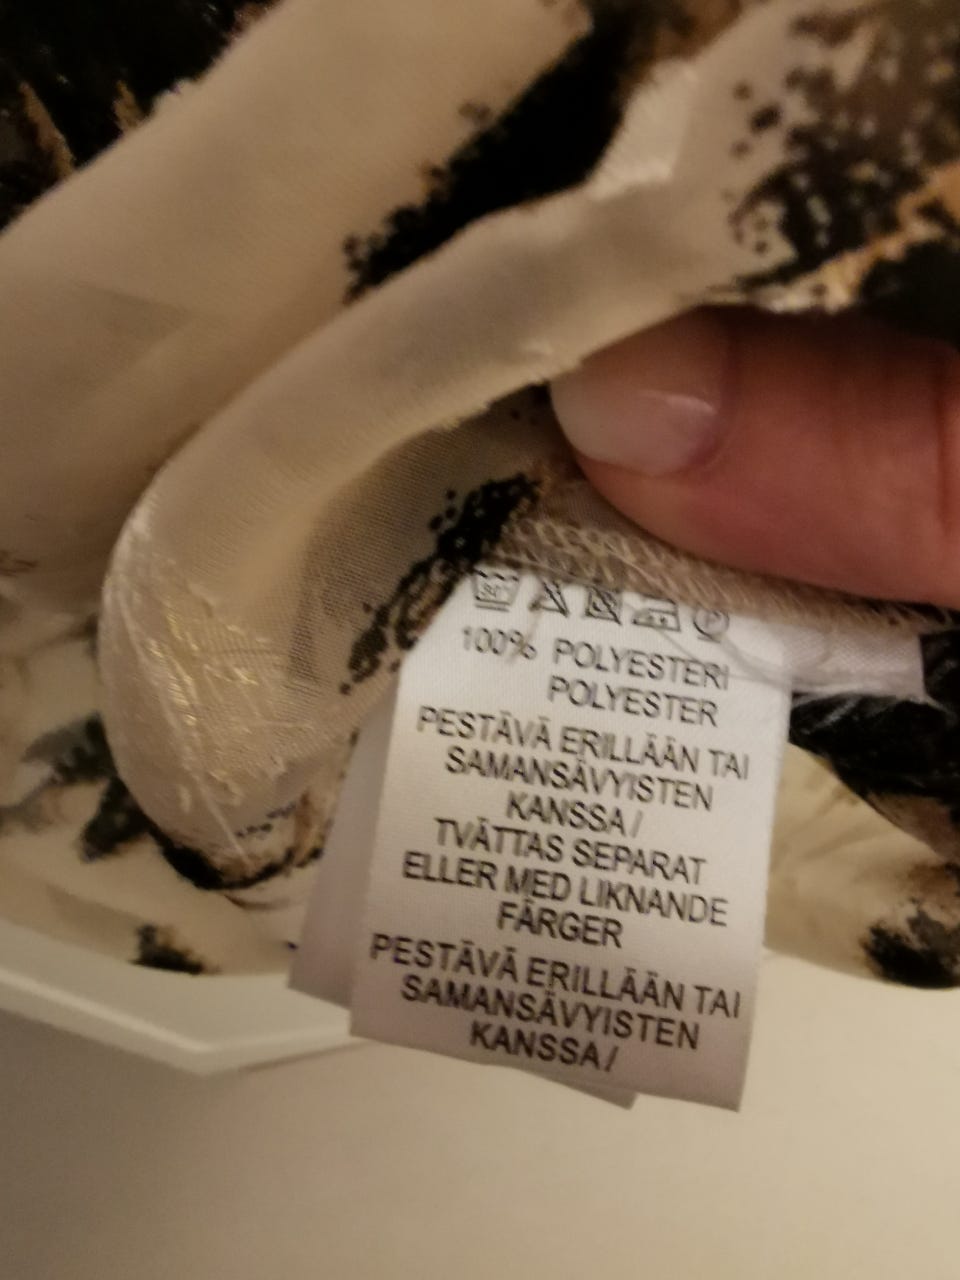 100% POLYESTERI
POLYESTER
PESTÄVÄ ERILLÄÄN TAI
SAMANSÄVYISTEN
KANSSA/
TVÄTTAS SEPARAT
ELLER MED LIKNANDE
FÄRGER
PESTÄVÄ ERILLÄÄN TAI
SAMANSÄVYISTEN
KANSSA/